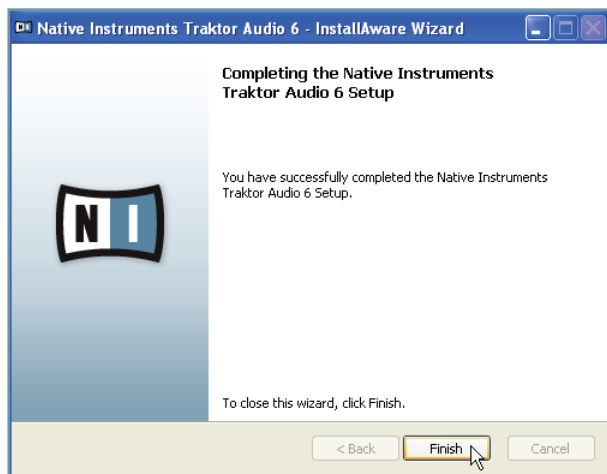 Native Instruments Traktor Audio 6 - InstallAware Wizard
Completing the Native Instruments
Traktor Audio 6 Setup
You have successfully completed the Native Instruments
Traktor Audio 6 Setup.
N I
To close this wizard, click Finish.
< Back Finish Cancel